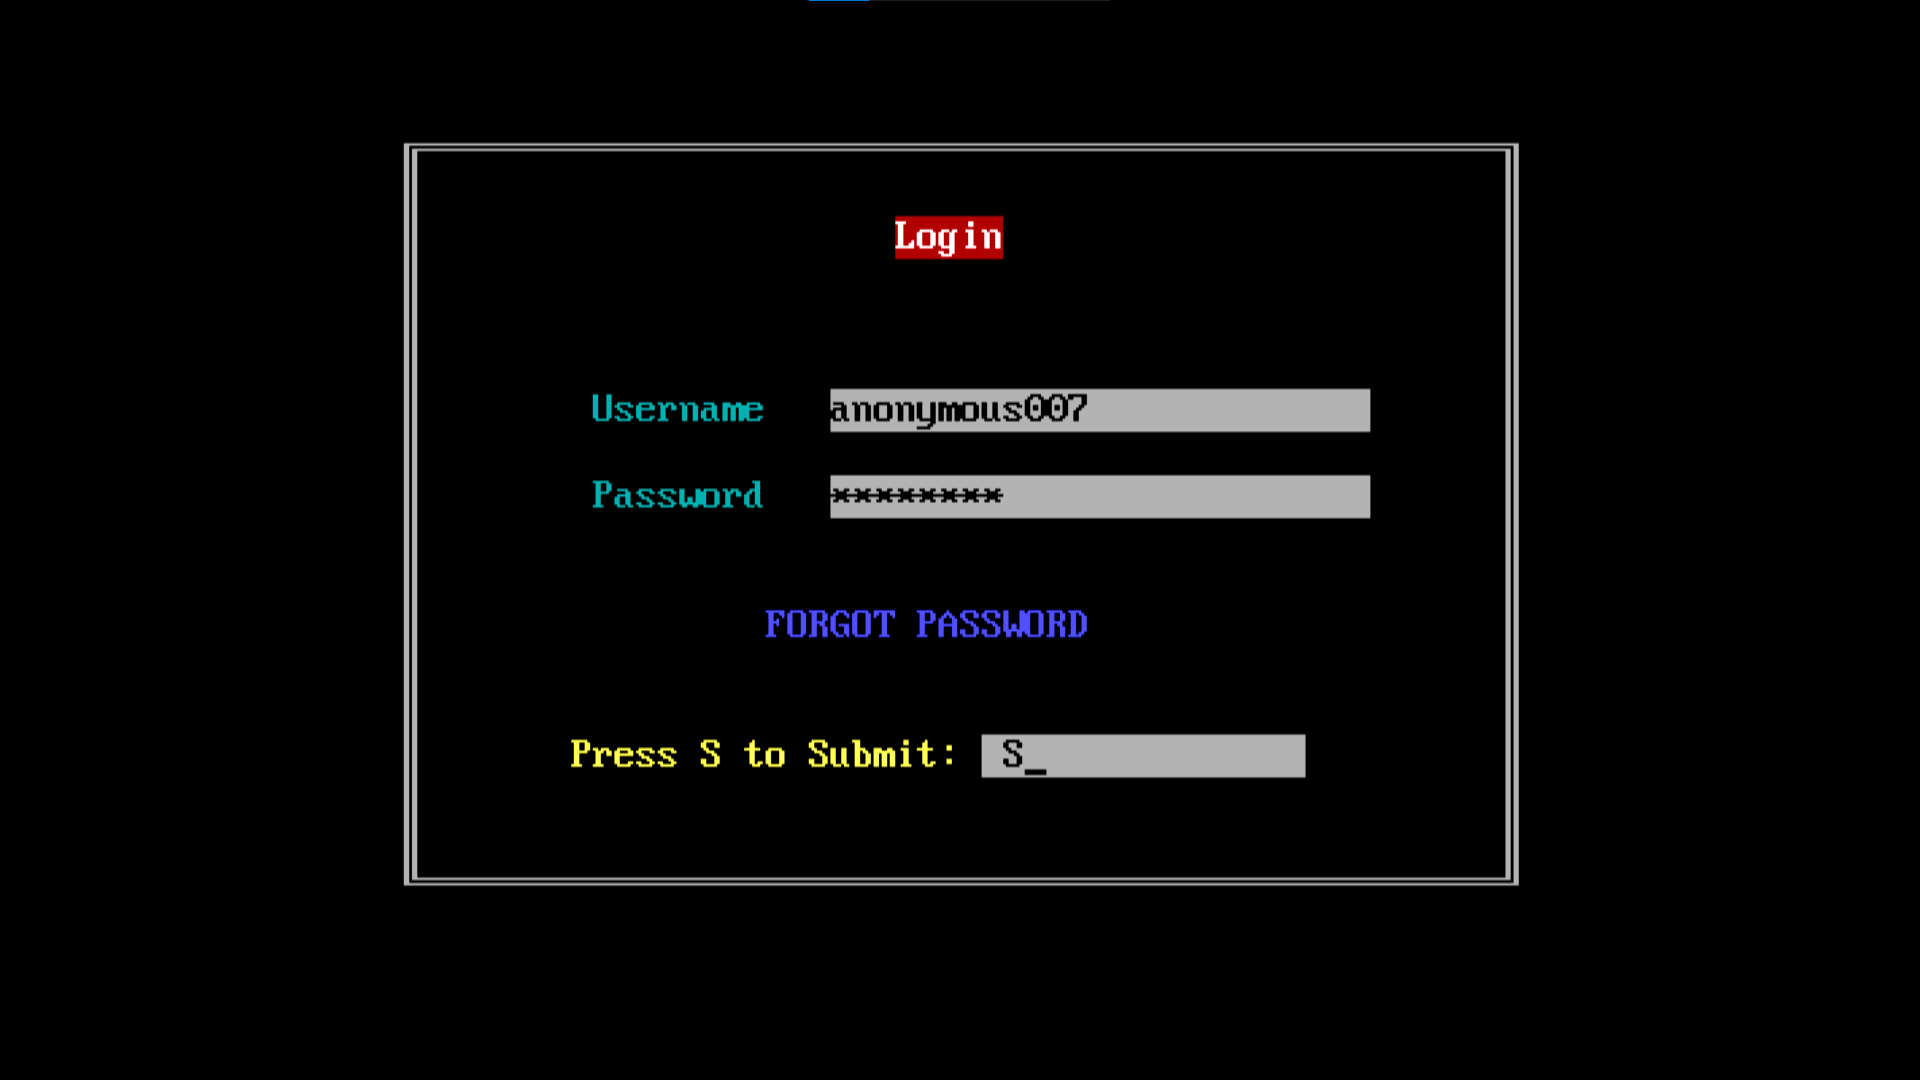 Login
Username anonymous007
Password ********
FORGOT PASSWORD
Press S to Submit: S_